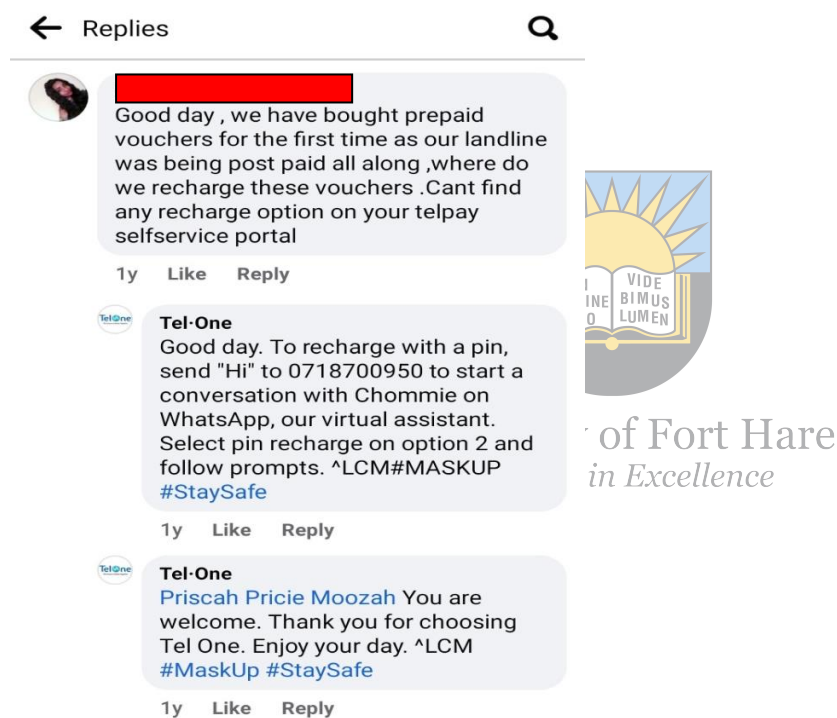 Replies
Good day , we have bought prepaid
vouchers for the first time as our landline
was being post paid all along ,where do
we recharge these vouchers .Cant find
any recharge option on your telpay
selfservice portal
1y Like Reply
TelOne
Tel·One
Good day. To recharge with a pin,
send "Hi" to 0718700950 to start a
conversation with Chommie on
WhatsApp, our virtual assistant.
Select pin recharge on option 2 and
follow prompts. ^LCM#MASKUP
#StaySafe
1y Like Reply
TelOne
Tel·One
Priscah Pricie Moozah You are
welcome. Thank you for choosing
Tel One. Enjoy your day. ^LCM
#MaskUp #StaySafe
1y Like Reply
VIDE
BIMUS
LUMEN
of Fort Hare
in Excellence